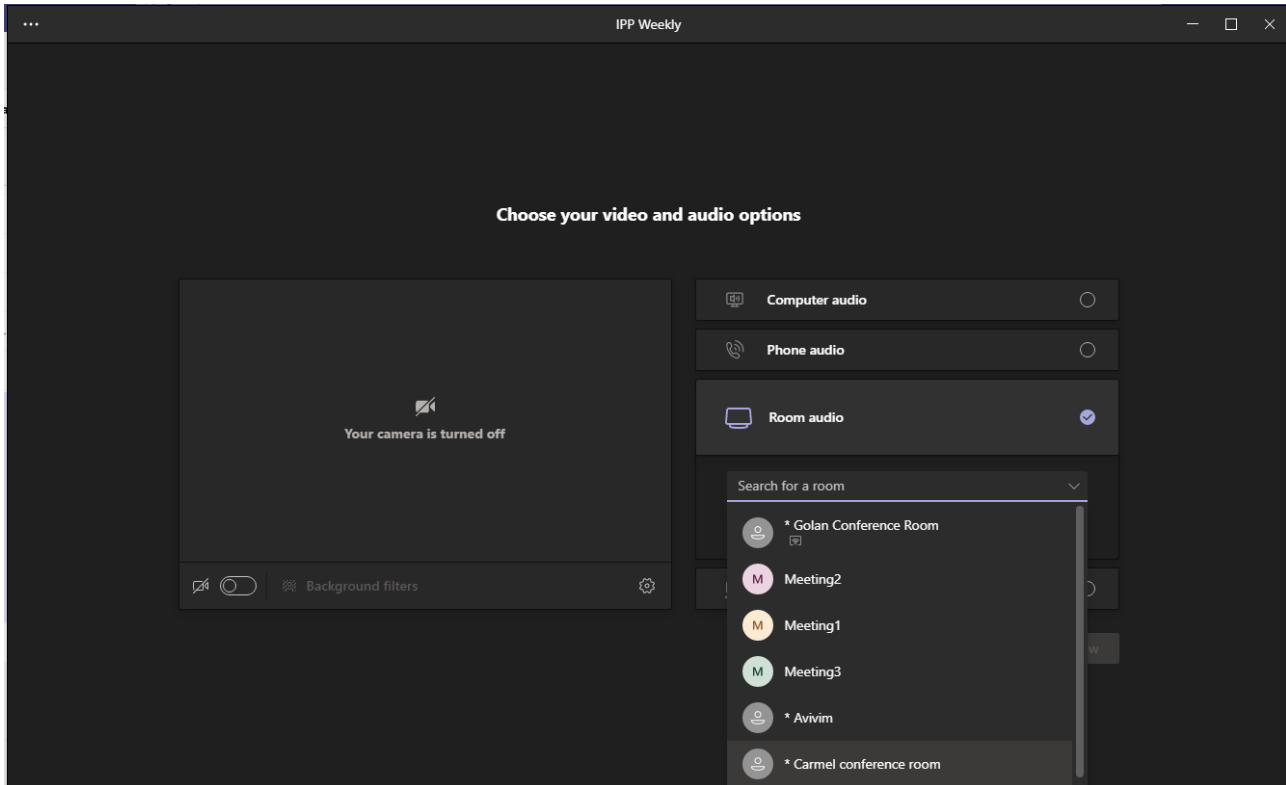 IPP Weekly
Choose your video and audio options
Your camera is turned off
Background filters
Computer audio
Phone audio
Room audio
Search for a room
* Golan Conference Room
M Meeting2
M Meeting1
M Meeting3
* Avivim
* Carmel conference room